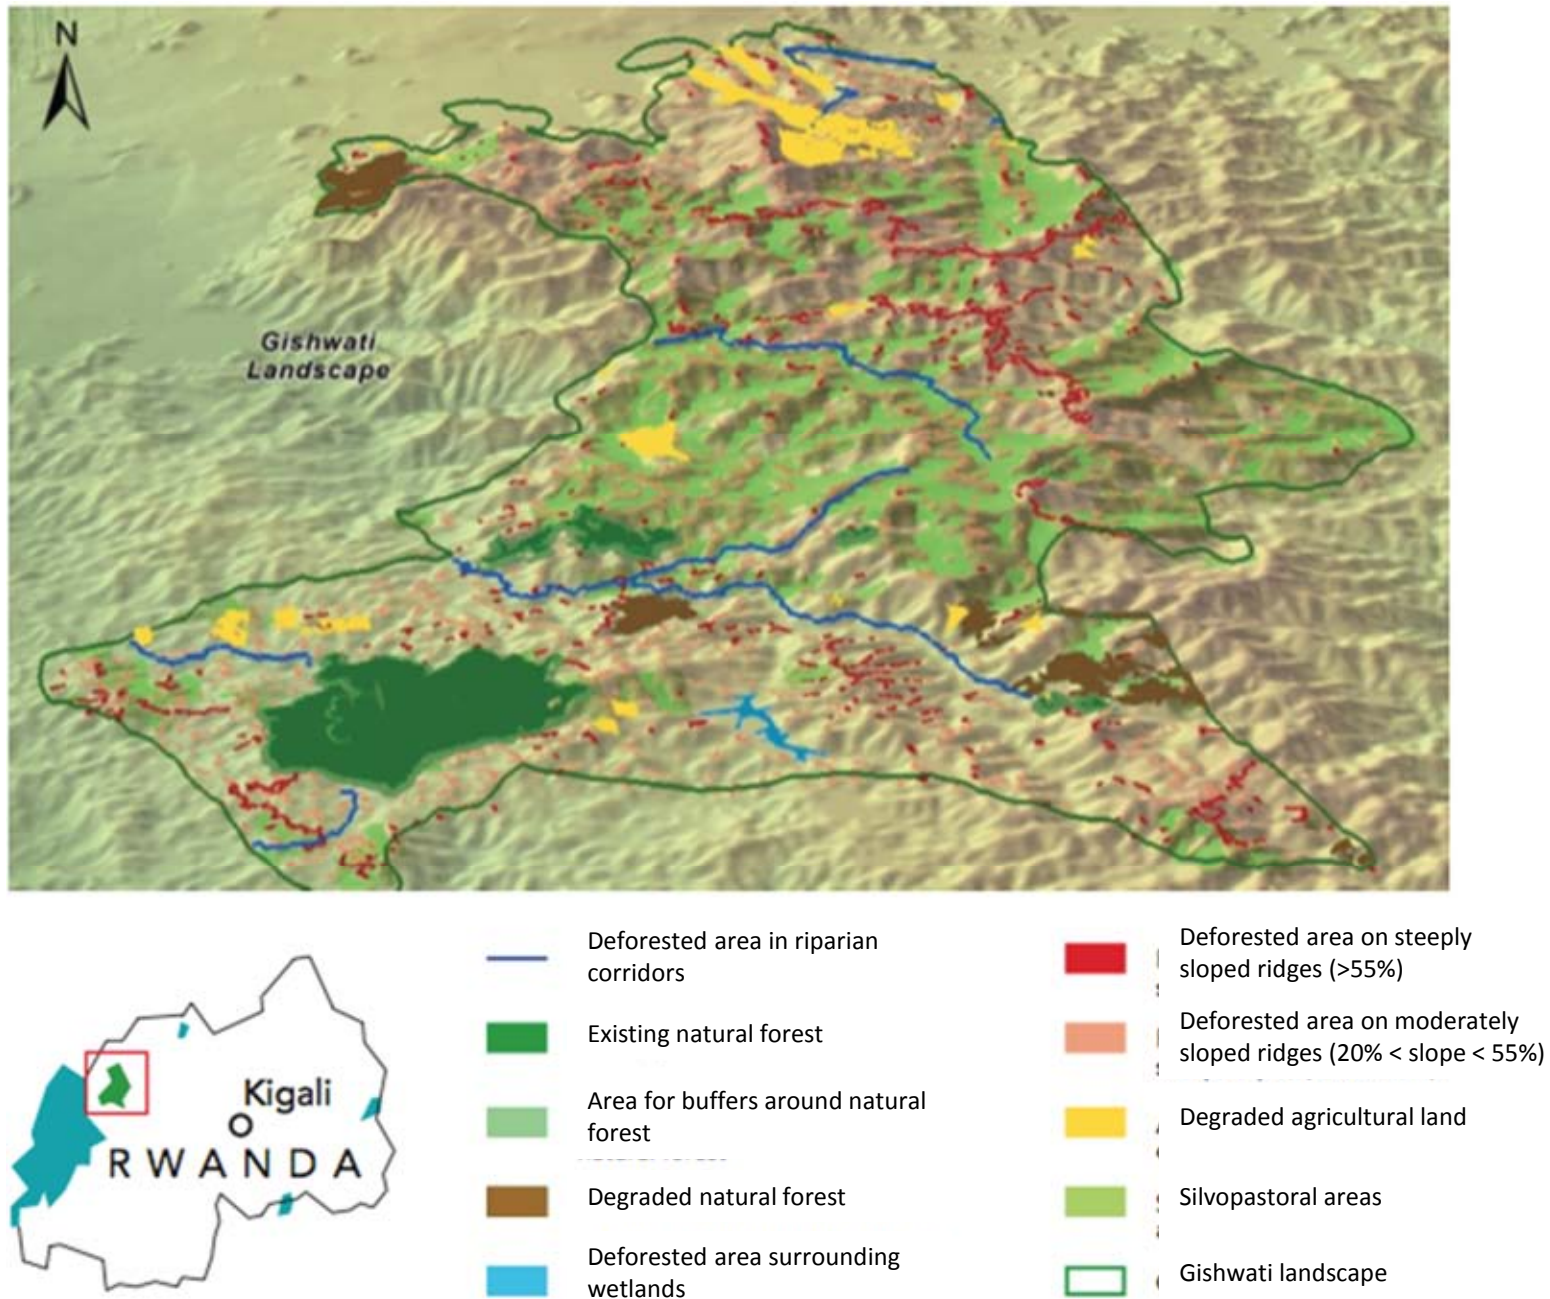 N
Gishwati
Landscape
Kigali
RWANDA
Deforested area in riparian
corridors
Existing natural forest
Area for buffers around natural
forest
Degraded natural forest
Deforested area surrounding
wetlands
Deforested area on steeply
sloped ridges (>55%)
Deforested area on moderately
sloped ridges (20% < slope < 55%)
Degraded agricultural land
Silvopastoral areas
Gishwati landscape